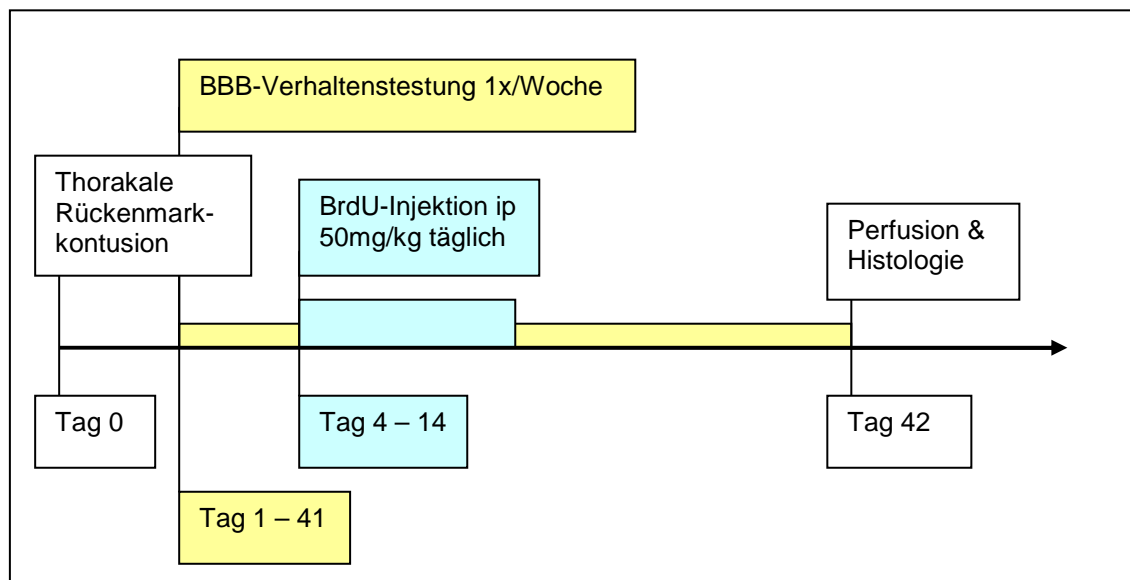 BBB-Verhaltenstestung 1x/Woche
Thorakale
Rückenmark-
kontusion
BrdU-Injektion ip
50mg/kg täglich
Perfusion &
Histologie
Tag 0
Tag 4 – 14
Tag 42
Tag 1 – 41